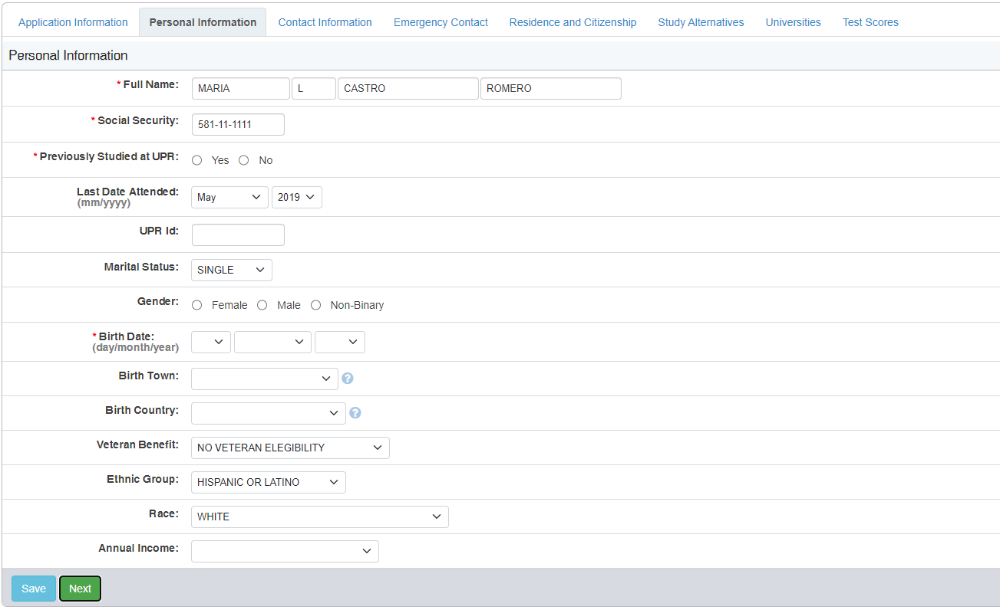 Application Information Personal Information Contact Information Emergency Contact Residence and Citizenship Study Alternatives Universities Test Scores
Personal Information
* Full Name: MARIA L CASTRO ROMERO
* Social Security: 581-11-1111
* Previously Studied at UPR: Yes No
Last Date Attended: May 2019
(mm/yyyy)
UPR Id:
Marital Status: SINGLE
Gender: Female Male Non-Binary
* Birth Date:
(day/month/year)
Birth Town: ?
Birth Country: ?
Veteran Benefit: NO VETERAN ELEGIBILITY
Ethnic Group: HISPANIC OR LATINO
Race: WHITE
Annual Income:
Save Next